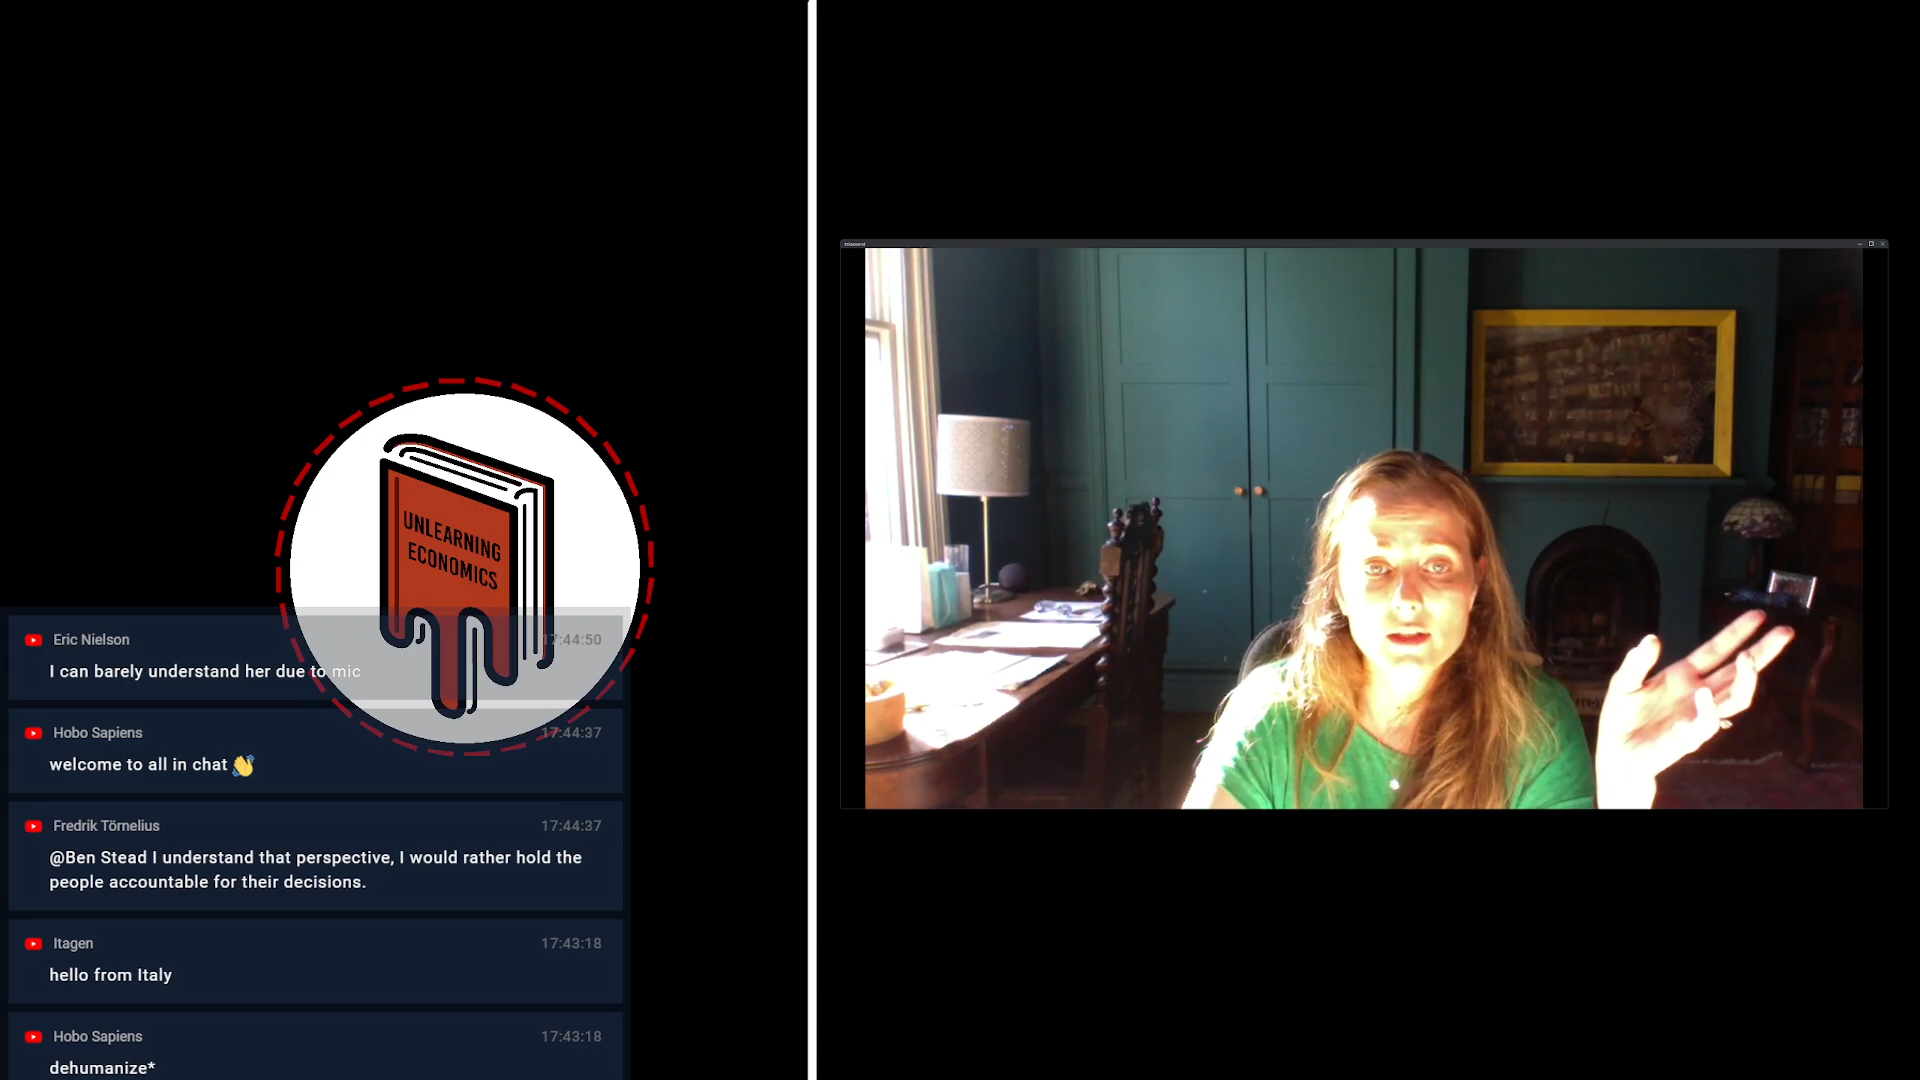 UNLEARNING
ECONOMICS
Eric Nielson 17:44:50
I can barely understand her due to mic
Hobo Sapiens 17:44:37
welcome to all in chat 👋
Fredrik Törnelius 17:44:37
@Ben Stead I understand that perspective, I would rather hold the
people accountable for their decisions.
Itagen 17:43:18
hello from Italy
Hobo Sapiens 17:43:18
dehumanize*
Discord